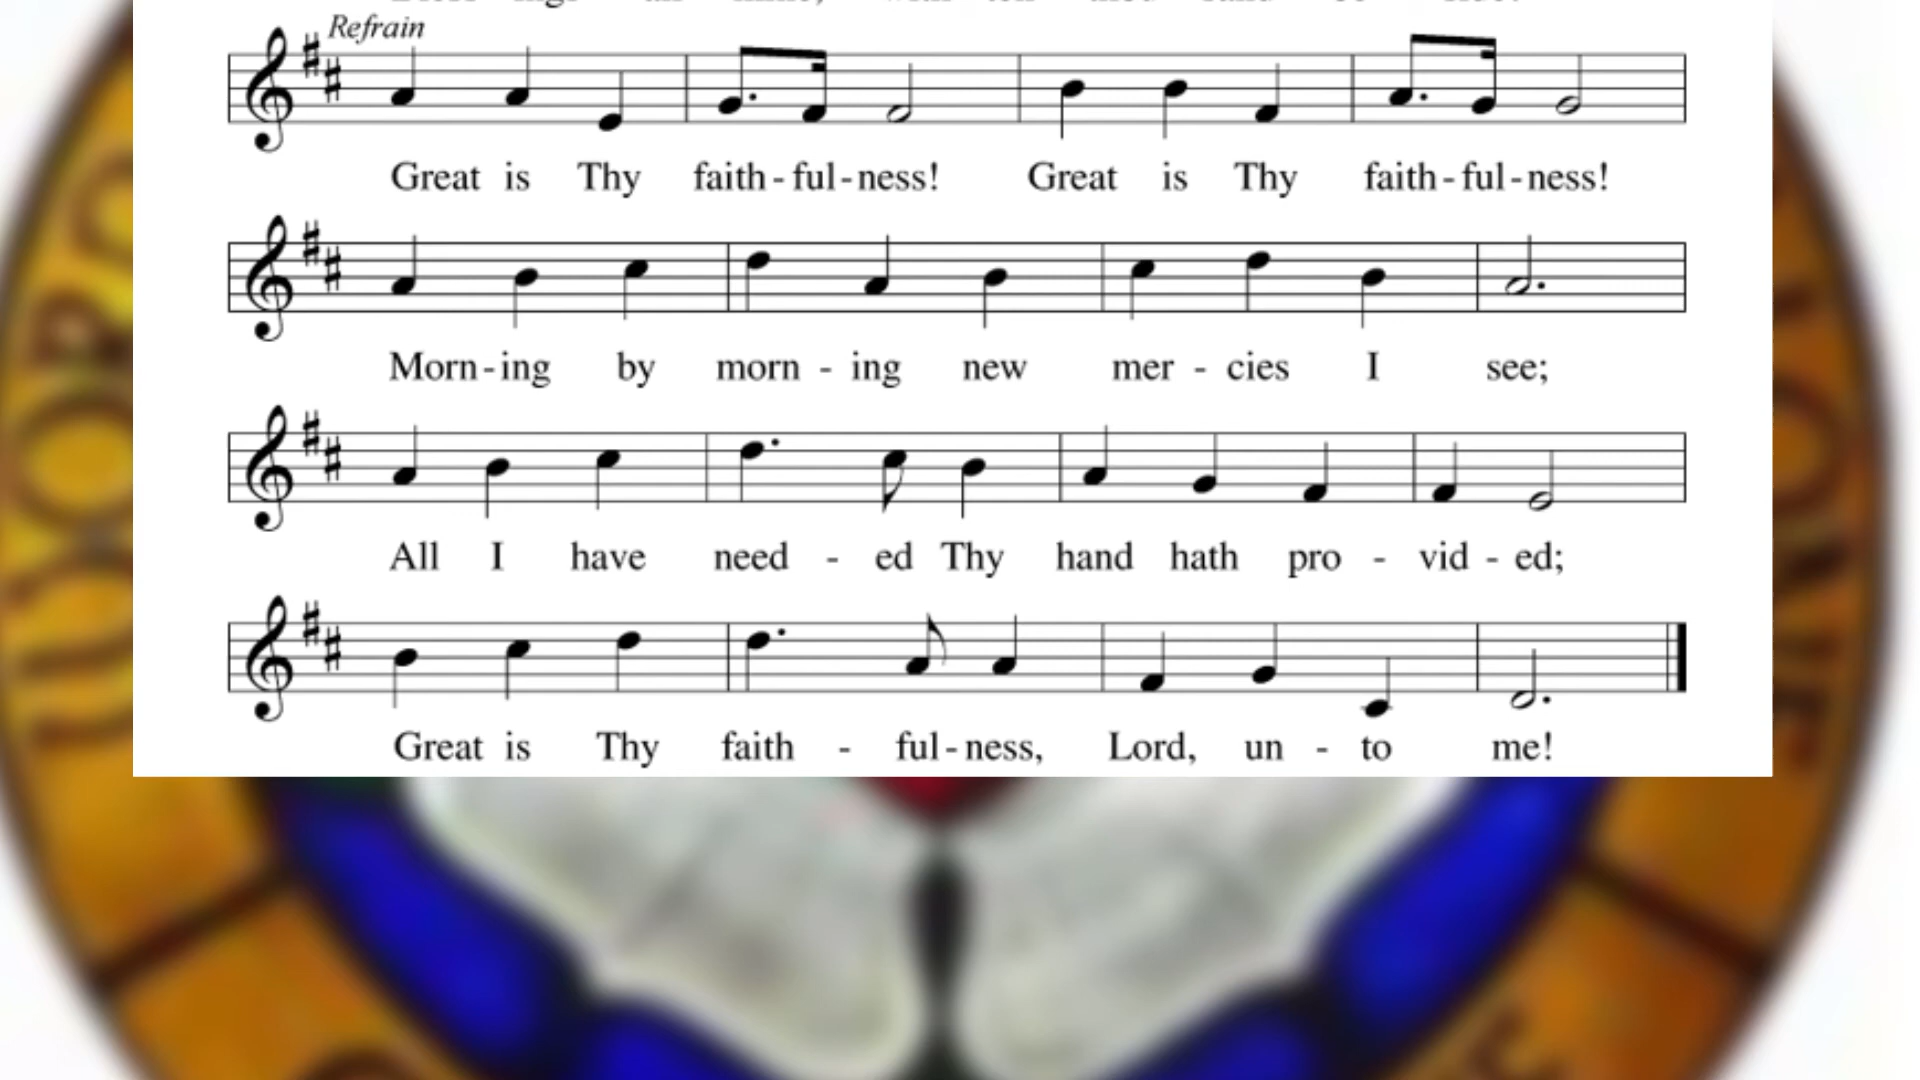 Refrain
Great is Thy faith - ful - ness! Great is Thy faith - ful - ness!
Morn - ing by morn - ing new mer - cies I see;
All I have need - ed Thy hand hath pro - vid - ed;
Great is Thy faith - ful - ness, Lord, un - to me!